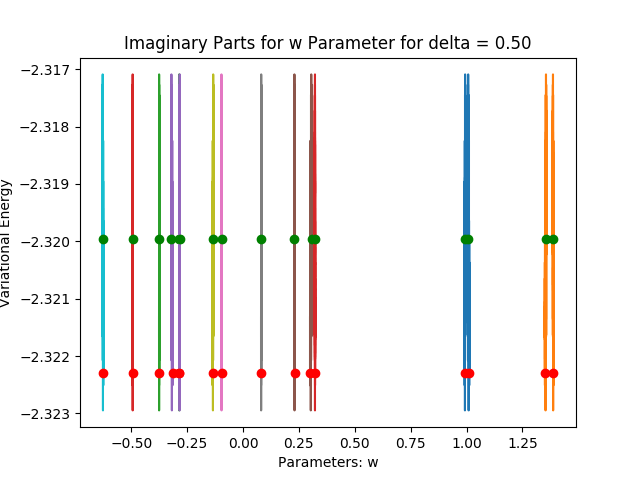 Imaginary Parts for w Parameter for delta = 0.50
−2.317
−2.318
−2.319
−2.320
−2.321
−2.322
−2.323
Variational Energy
−0.50 −0.25 0.00 0.25 0.50 0.75 1.00 1.25
Parameters: w